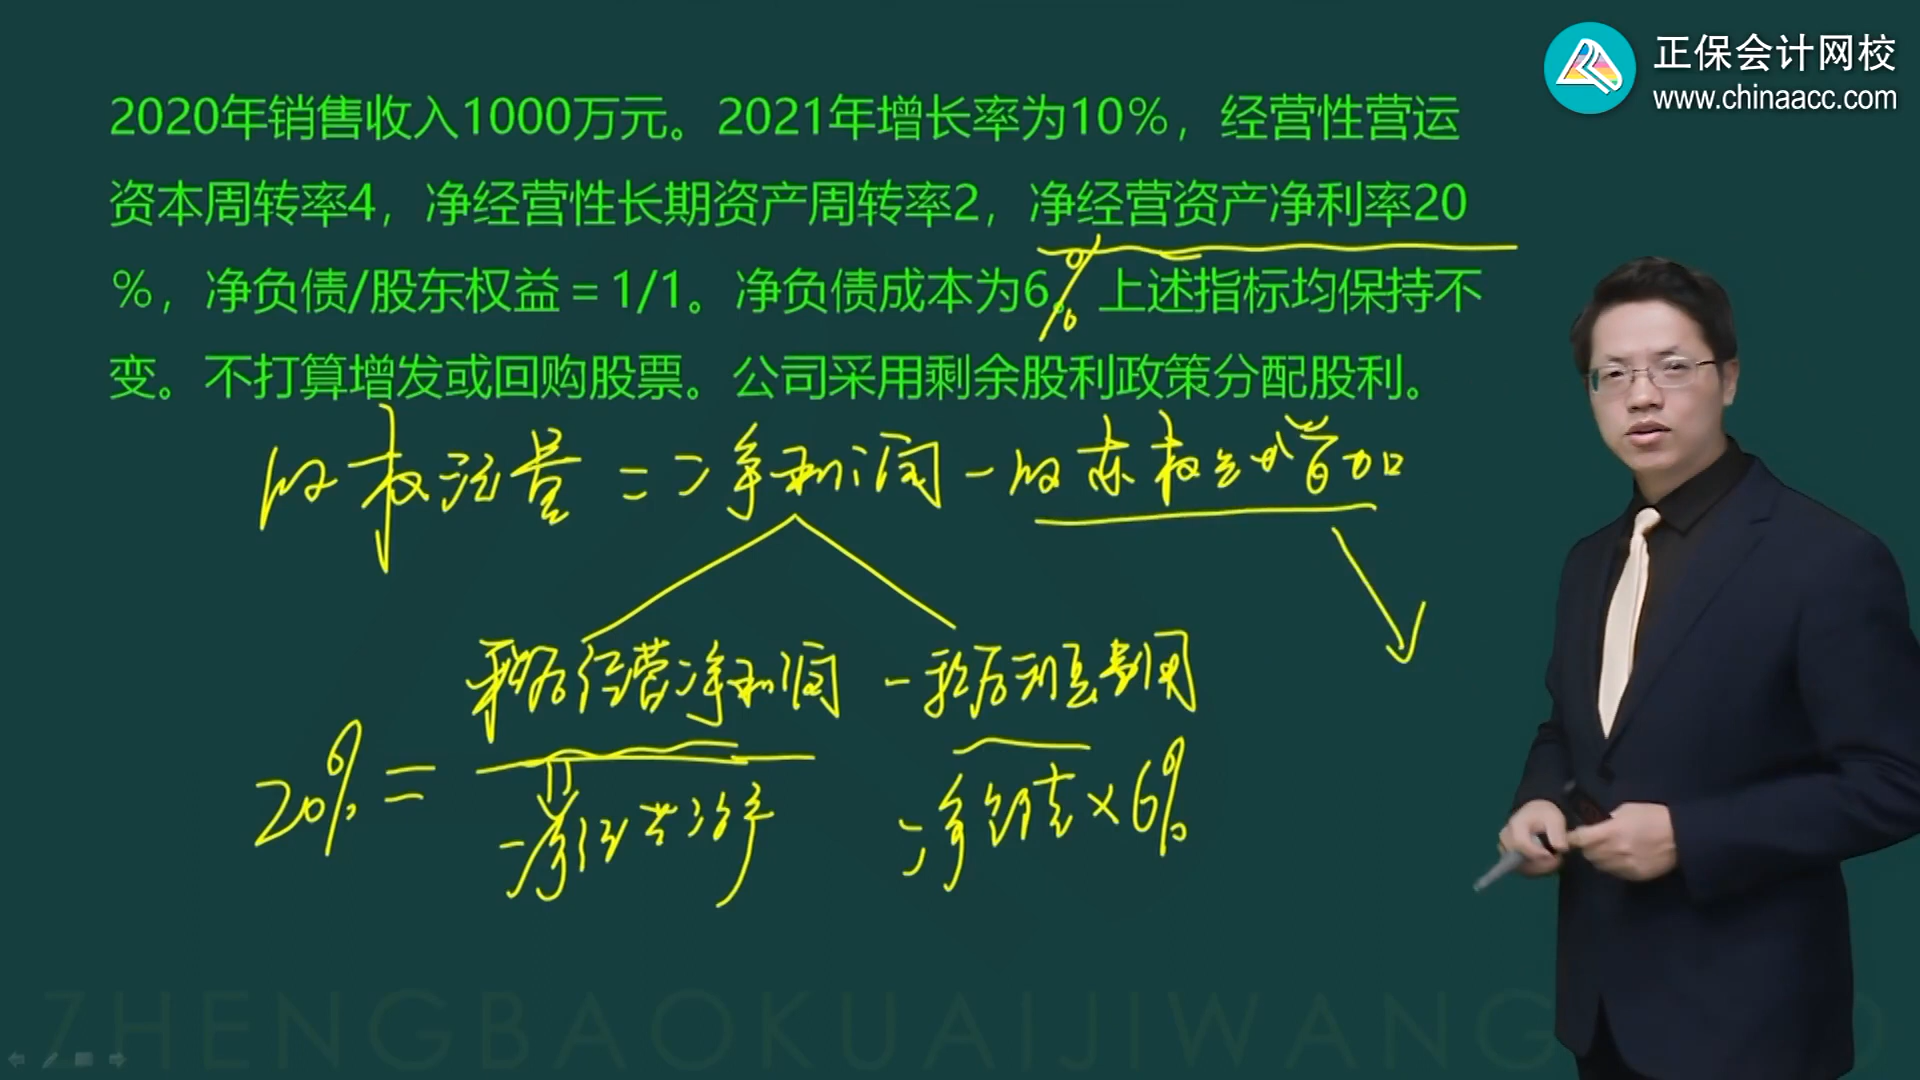 正保会计网校
www.chinaacc.com
2020年销售收入1000万元。2021年增长率为10%，经营性营运
资本周转率4，净经营性长期资产周转率2，净经营资产净利率20
%，净负债/股东权益＝1/1。净负债成本为6%。上述指标均保持不
变。不打算增发或回购股票。公司采用剩余股利政策分配股利。
股权流量 = 净利润 - 股东权益增加
税后经营净利润 - 税后利息费用
20% =
净经营资产
净负债×6%
ZHENGBAOKUAIJIWANG